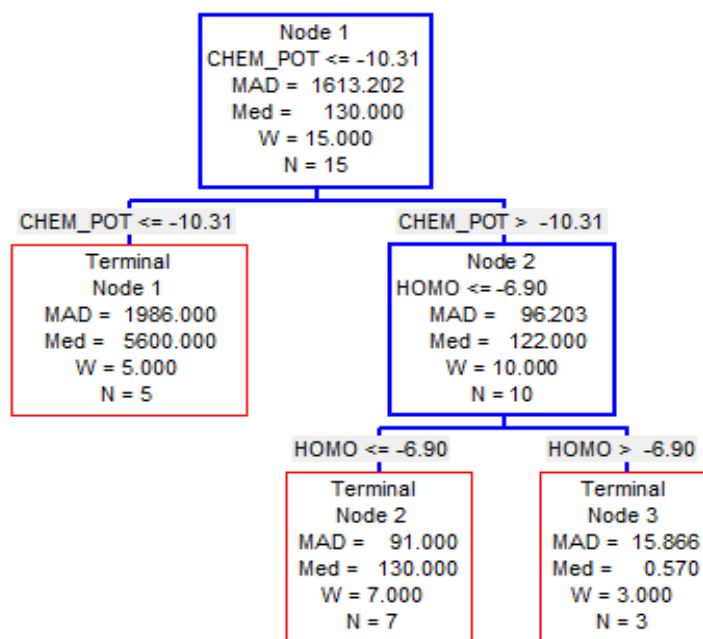 Node 1
CHEM_POT <= -10.31
MAD = 1613.202
Med = 130.000
W = 15.000
N = 15
CHEM_POT <= -10.31
CHEM_POT > -10.31
Terminal
Node 1
MAD = 1986.000
Med = 5600.000
W = 5.000
N = 5
Node 2
HOMO <= -6.90
MAD = 96.203
Med = 122.000
W = 10.000
N = 10
HOMO <= -6.90
HOMO > -6.90
Terminal
Node 2
MAD = 91.000
Med = 130.000
W = 7.000
N = 7
Terminal
Node 3
MAD = 15.866
Med = 0.570
W = 3.000
N = 3